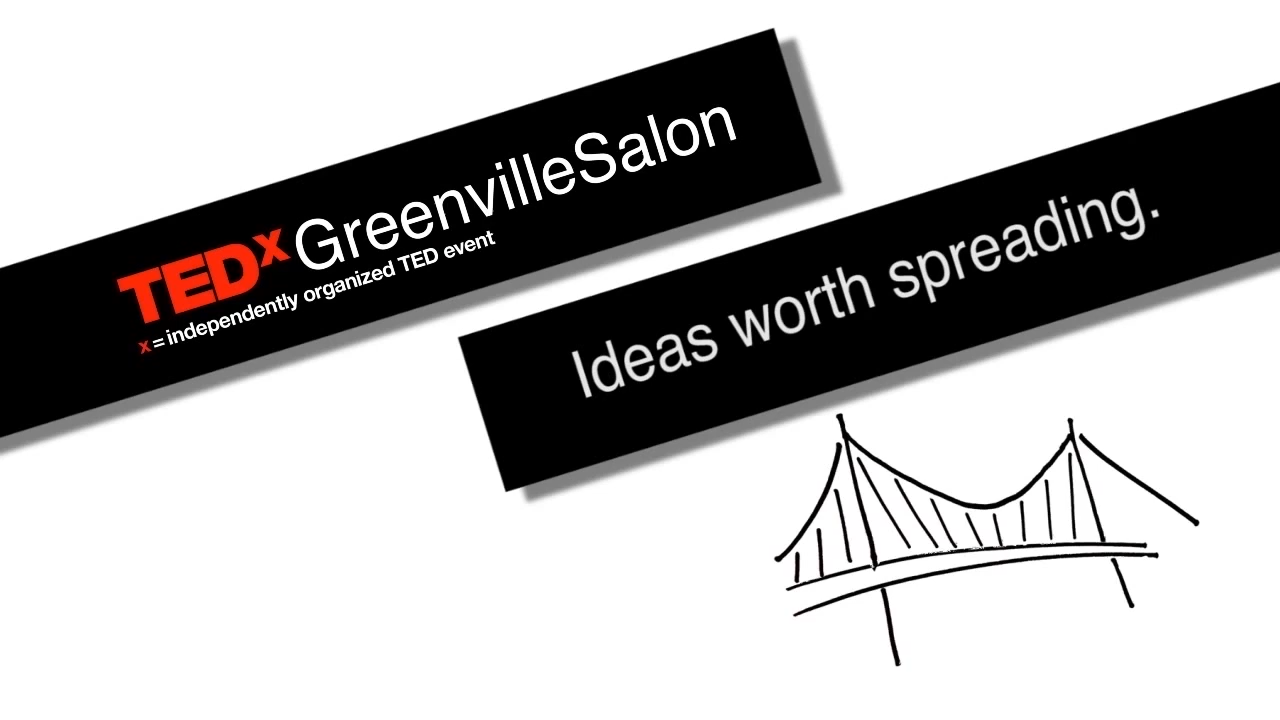 TEDx GreenvilleSalon
x = independently organized TED event
Ideas worth spreading.